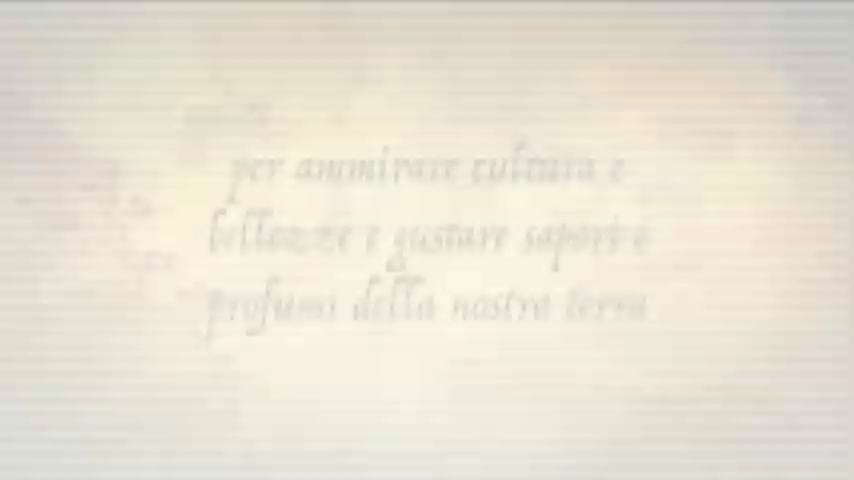 per ammirare cultura e
bellezze e gustare sapori e
profumi della nostra terra